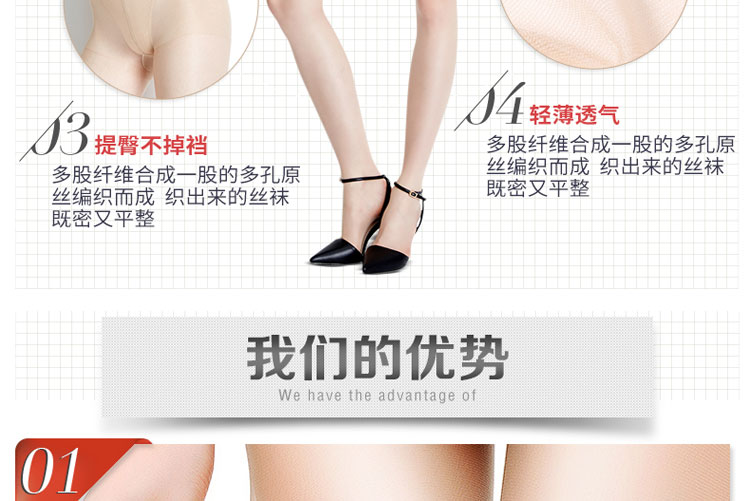 13
提臀不掉裆
多股纤维合成一股的多孔原
丝编织而成 织出来的丝袜
既密又平整
14
轻薄透气
多股纤维合成一股的多孔原
丝编织而成 织出来的丝袜
既密又平整
我们的优势
We have the advantage of
01